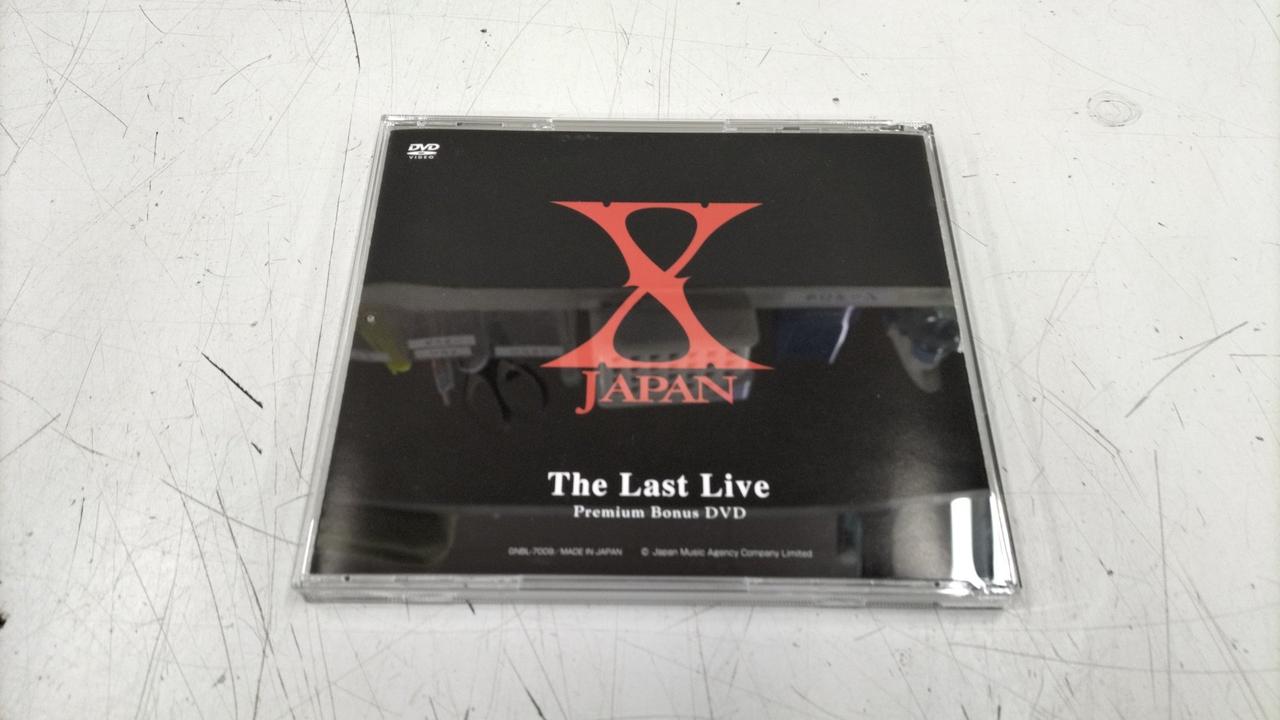 DVD
VIDEO
X
JAPAN
The Last Live
Premium Bonus DVD
GNBL-7009 / MADE IN JAPAN © Japan Music Agency Company Limited